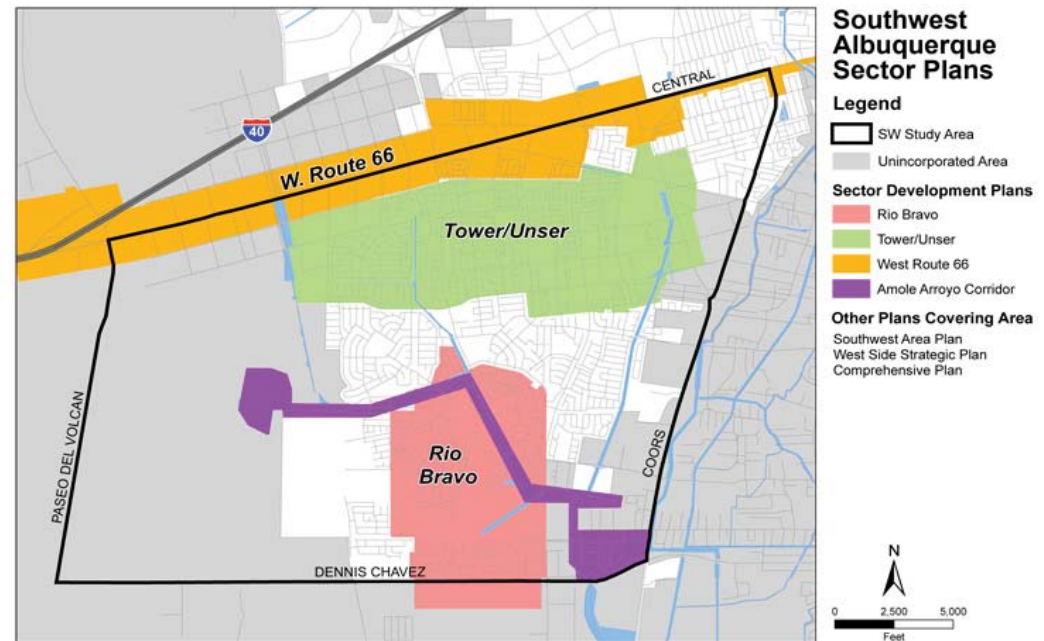 Southwest
Albuquerque
Sector Plans
Legend
SW Study Area
Unincorporated Area
Sector Development Plans
Rio Bravo
Tower/Unser
West Route 66
Amole Arroyo Corridor
Other Plans Covering Area
Southwest Area Plan
West Side Strategic Plan
Comprehensive Plan
CENTRAL
40
W. Route 66
Tower/Unser
PASEO DEL VOLCAN
Rio
Bravo
COORS
DENNIS CHAVEZ
N
0 2,500 5,000
Feet